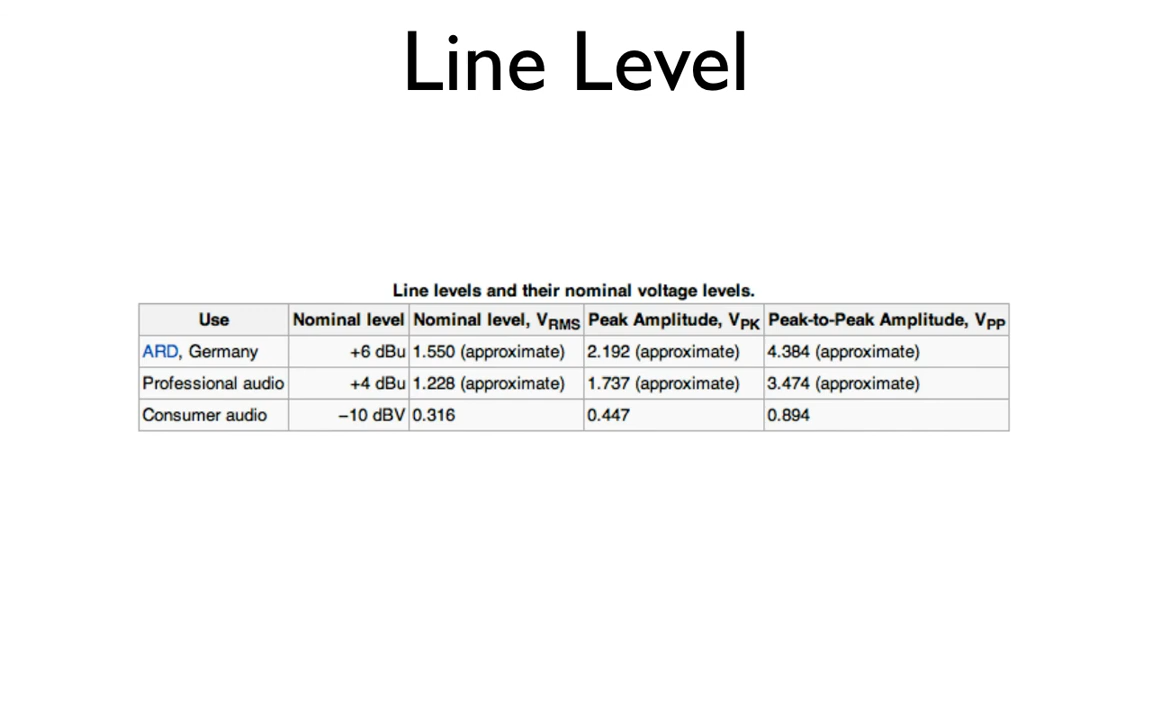 Line Level
Line levels and their nominal voltage levels.
Use Nominal level Nominal level, VRMS Peak Amplitude, VPK Peak-to-Peak Amplitude, VPP
ARD, Germany +6 dBu 1.550 (approximate) 2.192 (approximate) 4.384 (approximate)
Professional audio +4 dBu 1.228 (approximate) 1.737 (approximate) 3.474 (approximate)
Consumer audio −10 dBV 0.316 0.447 0.894